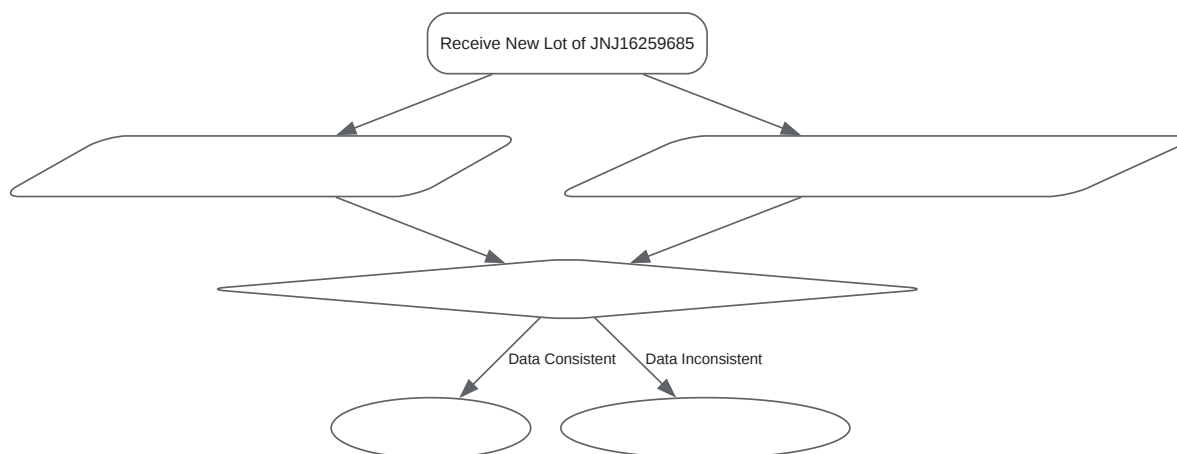 Receive New Lot of JNJ16259685
Data Consistent
Data Inconsistent